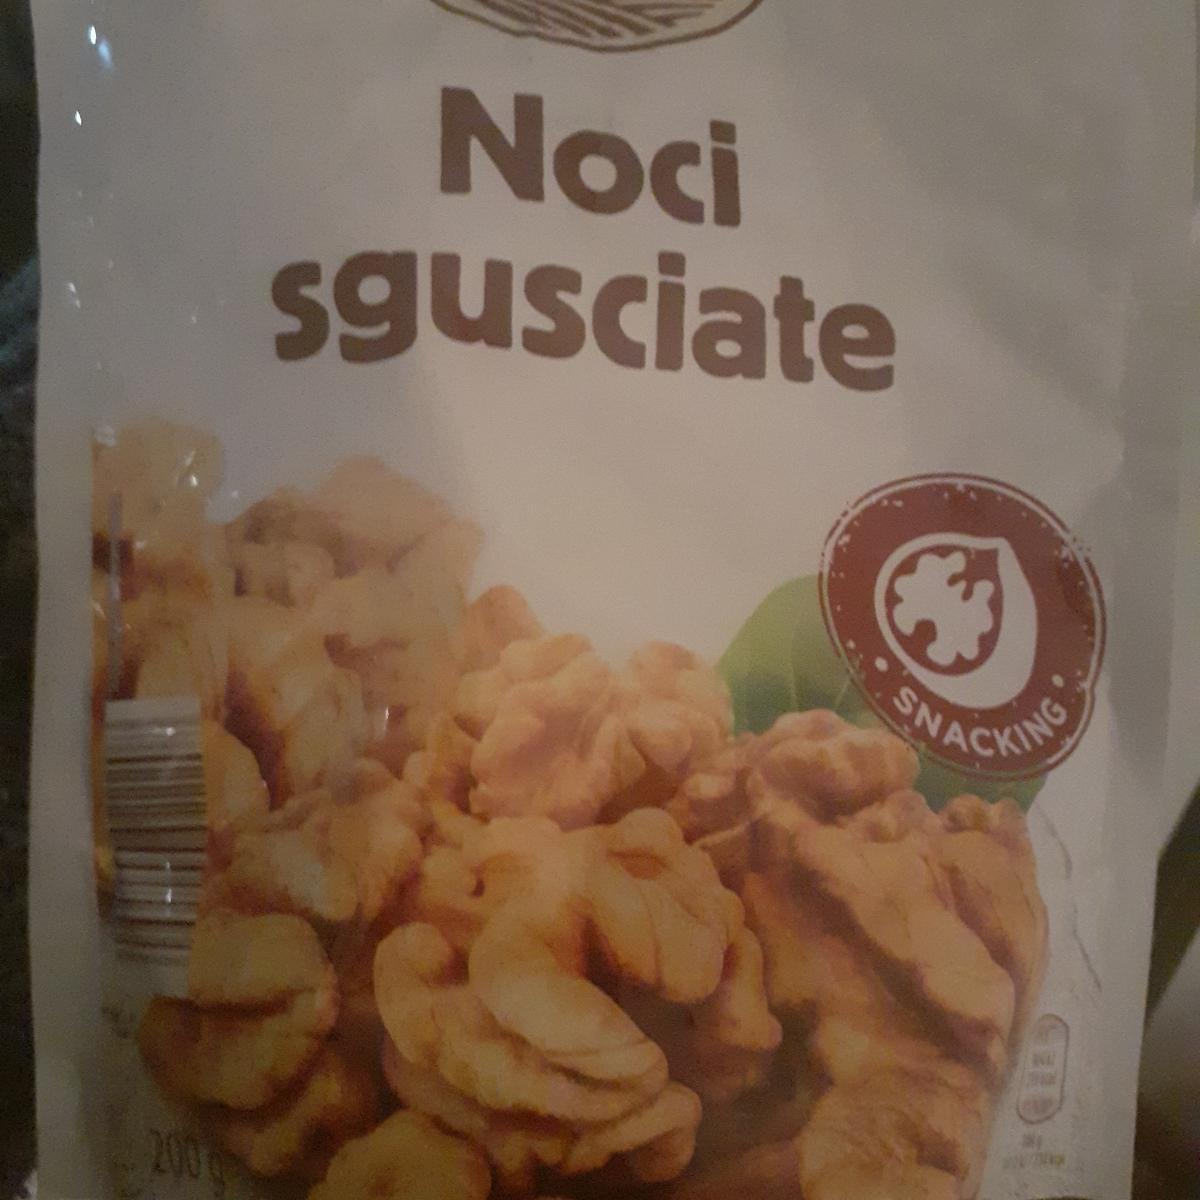 Noci
sgusciate
SNACKING
200 g